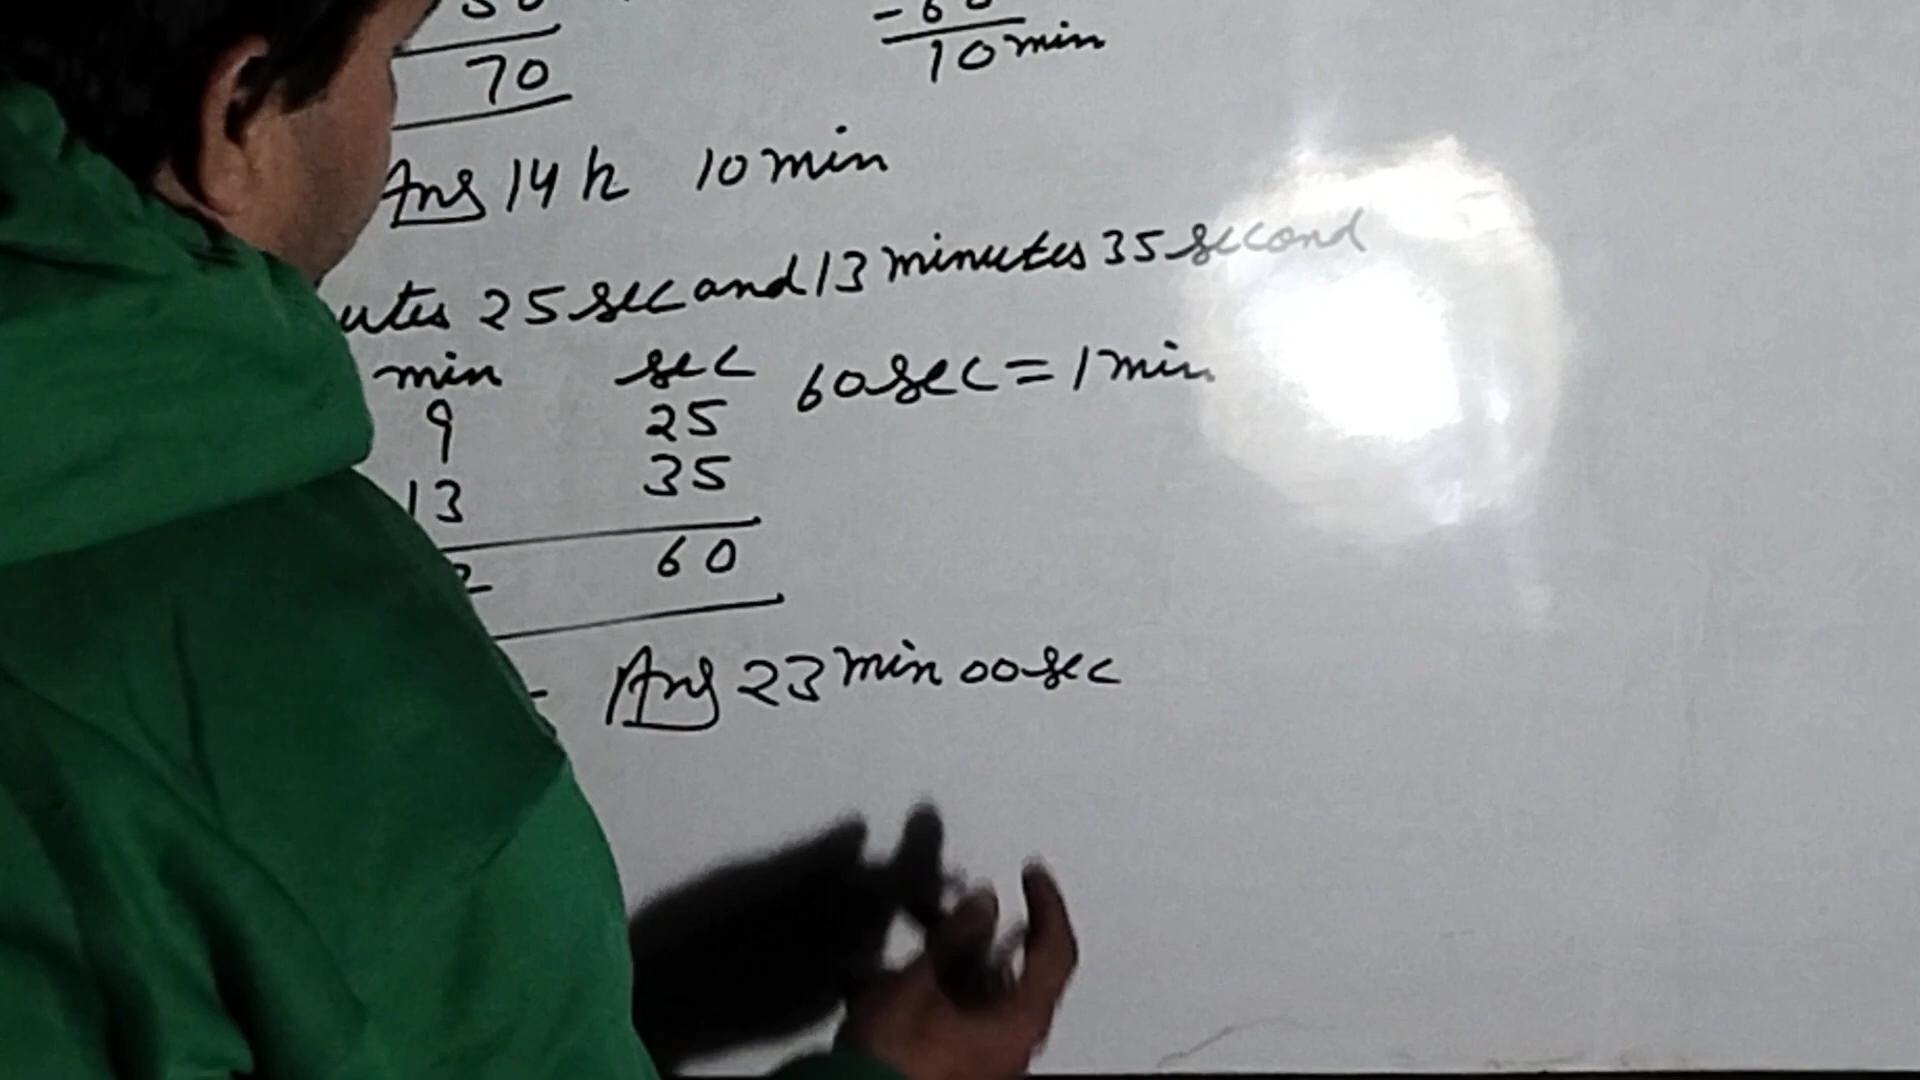 70
10 min
Ans 14 h 10 min
utes 25 sec and 13 minutes 35 second
min sec 60 sec = 1 min
9 25
13 35
2 60
Ans 23 min 00 sec